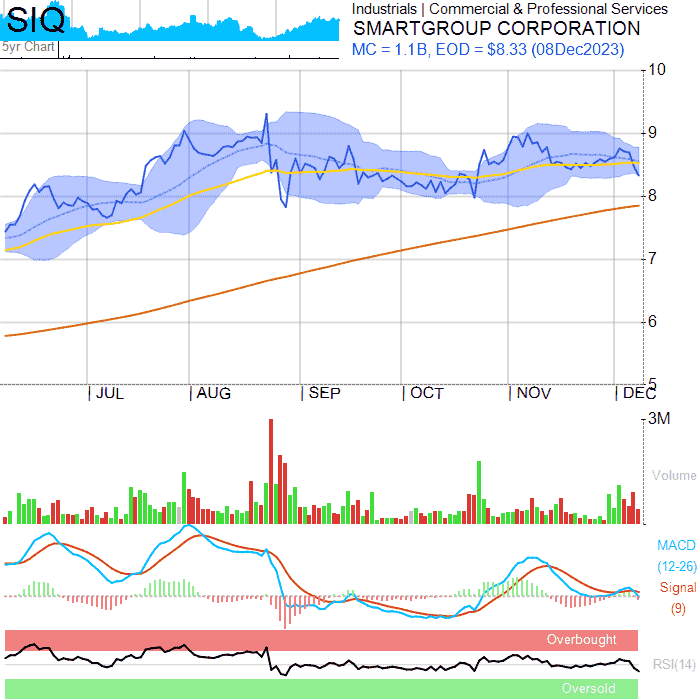 SIQ
5yr Chart
Industrials | Commercial & Professional Services
SMARTGROUP CORPORATION
MC = 1.1B, EOD = $8.33 (08Dec2023)
10
9
8
7
6
5
JUL AUG SEP OCT NOV DEC
3M
Volume
MACD
(12-26)
Signal
(9)
Overbought
RSI(14)
Oversold